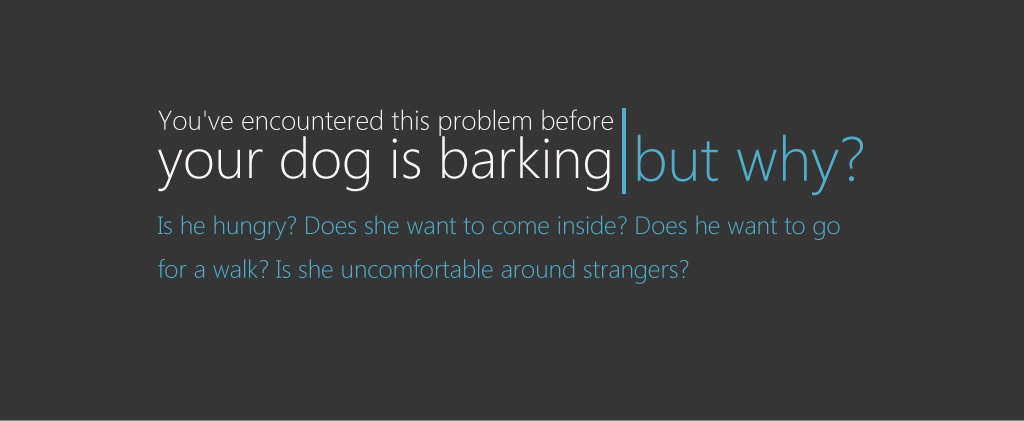 You've encountered this problem before
your dog is barking but why?
Is he hungry? Does she want to come inside? Does he want to go
for a walk? Is she uncomfortable around strangers?